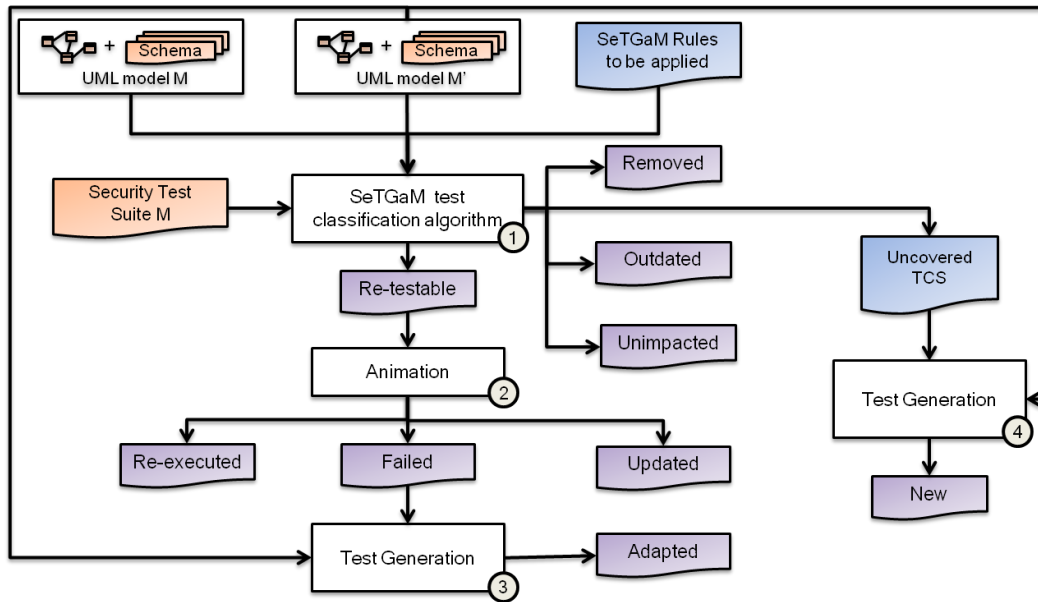 +
Schema
UML model M
+
Schema
UML model M'
SeTGaM Rules
to be applied
Security Test
Suite M
SeTGaM test
classification algorithm
1
Removed
Outdated
Unimpacted
Uncovered
TCS
Re-testable
Animation
2
Test Generation
4
Re-executed
Failed
Updated
New
Test Generation
3
Adapted